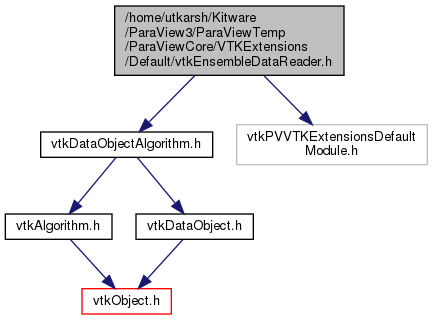 /home/utkarsh/Kitware
/ParaView3/ParaViewTemp
/ParaViewCore/VTKExtensions
/Default/vtkEnsembleDataReader.h
vtkDataObjectAlgorithm.h
vtkPVVTKExtensionsDefault
Module.h
vtkAlgorithm.h
vtkDataObject.h
vtkObject.h